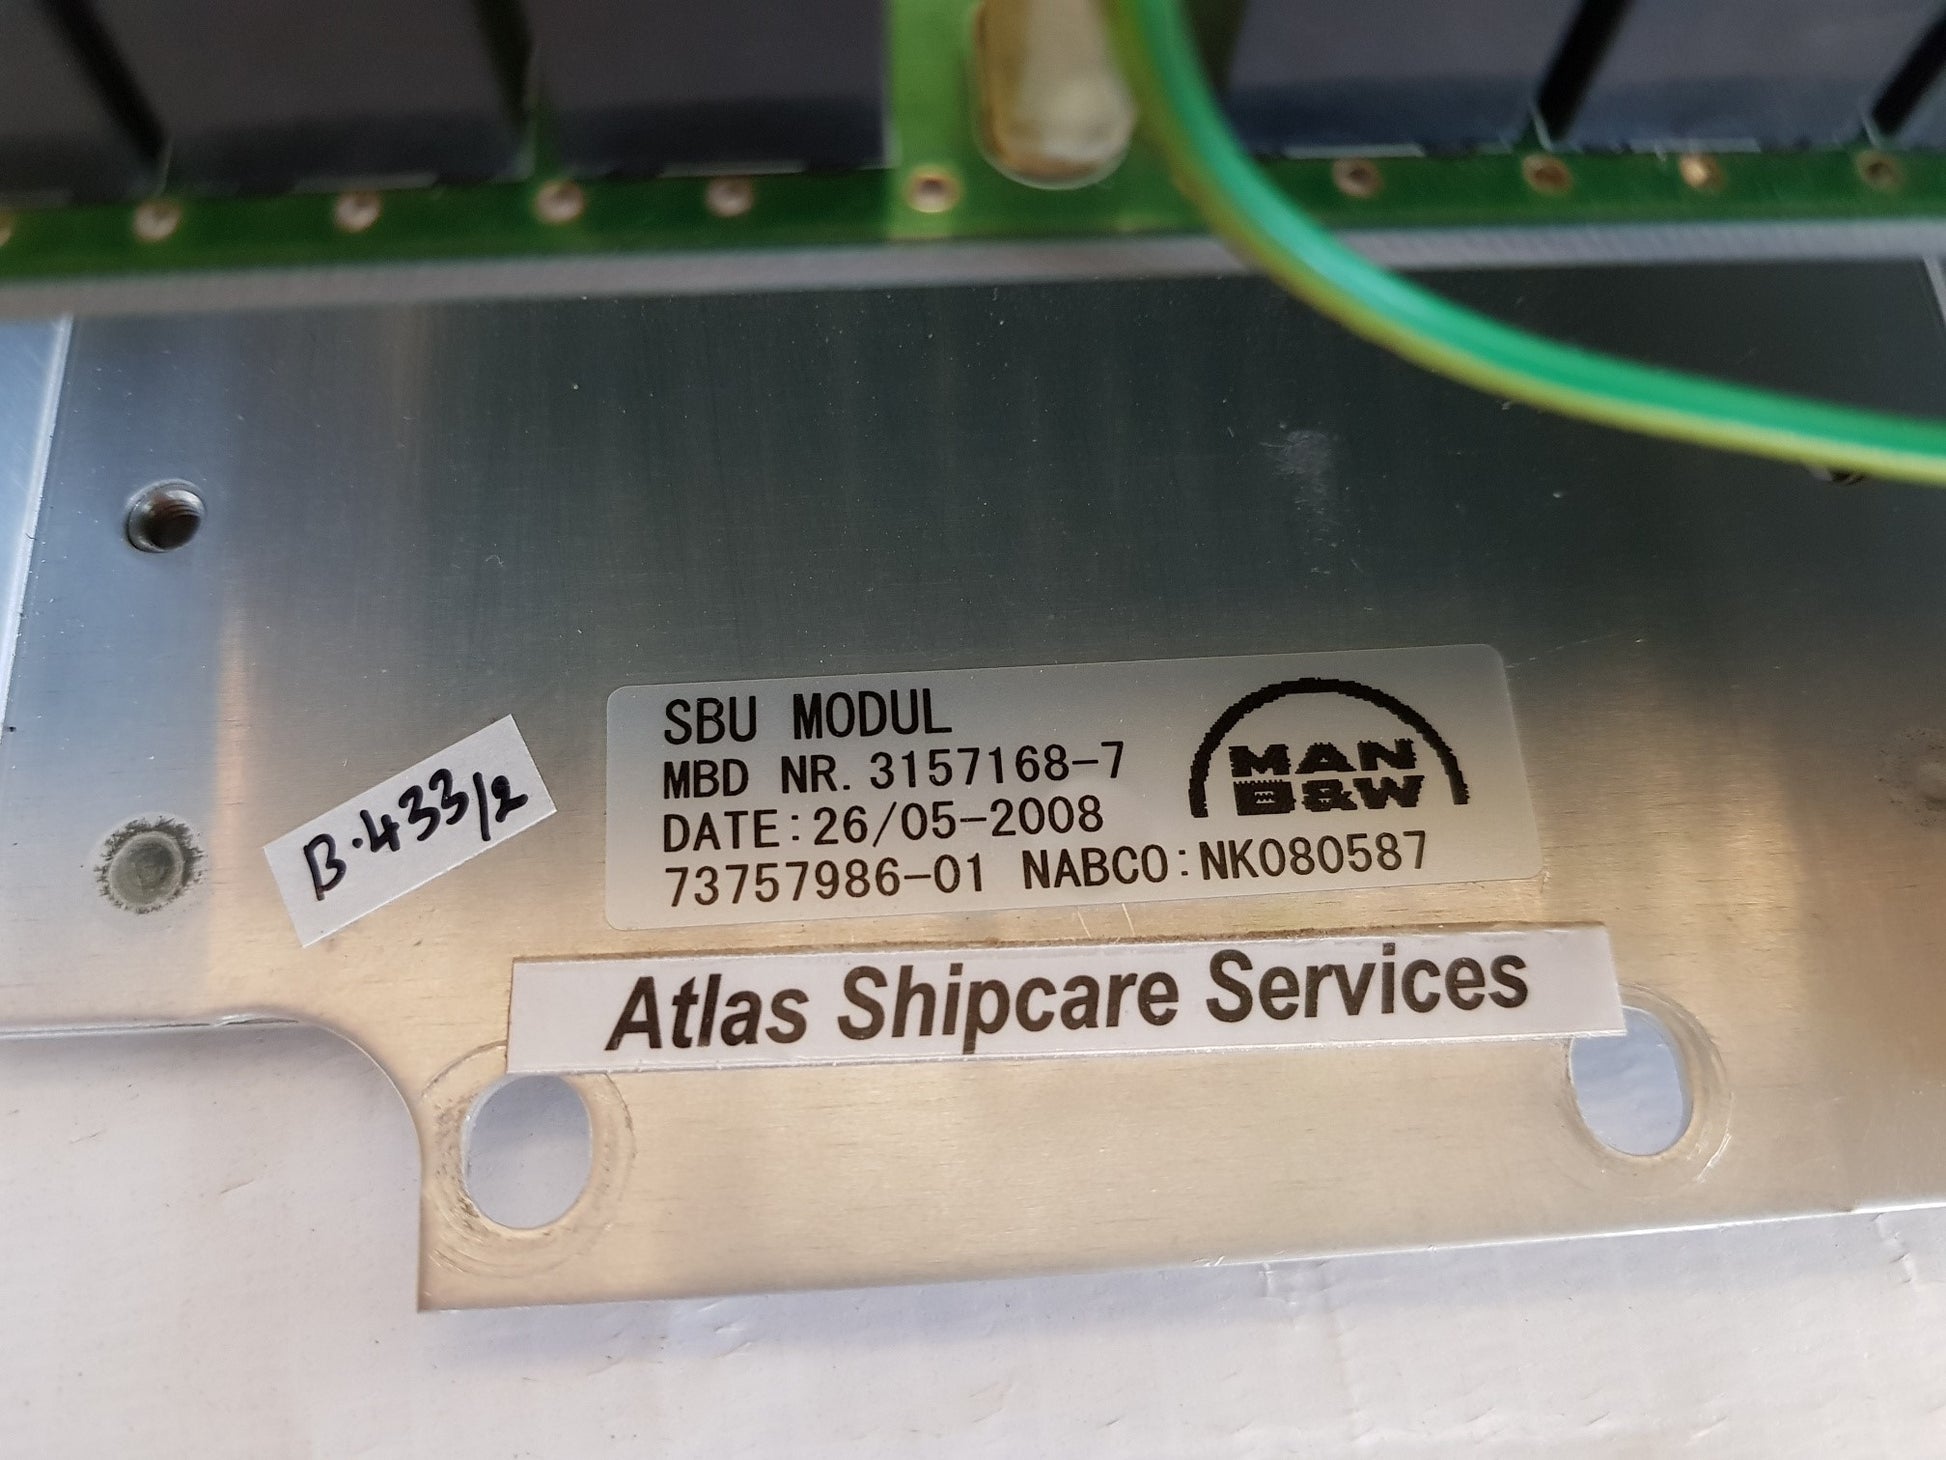 SBU MODUL
MBD NR. 3157168-7
DATE:26/05-2008
73757986-01 NABCO:NK080587
MAN
B&W
B.433/2
Atlas Shipcare Services